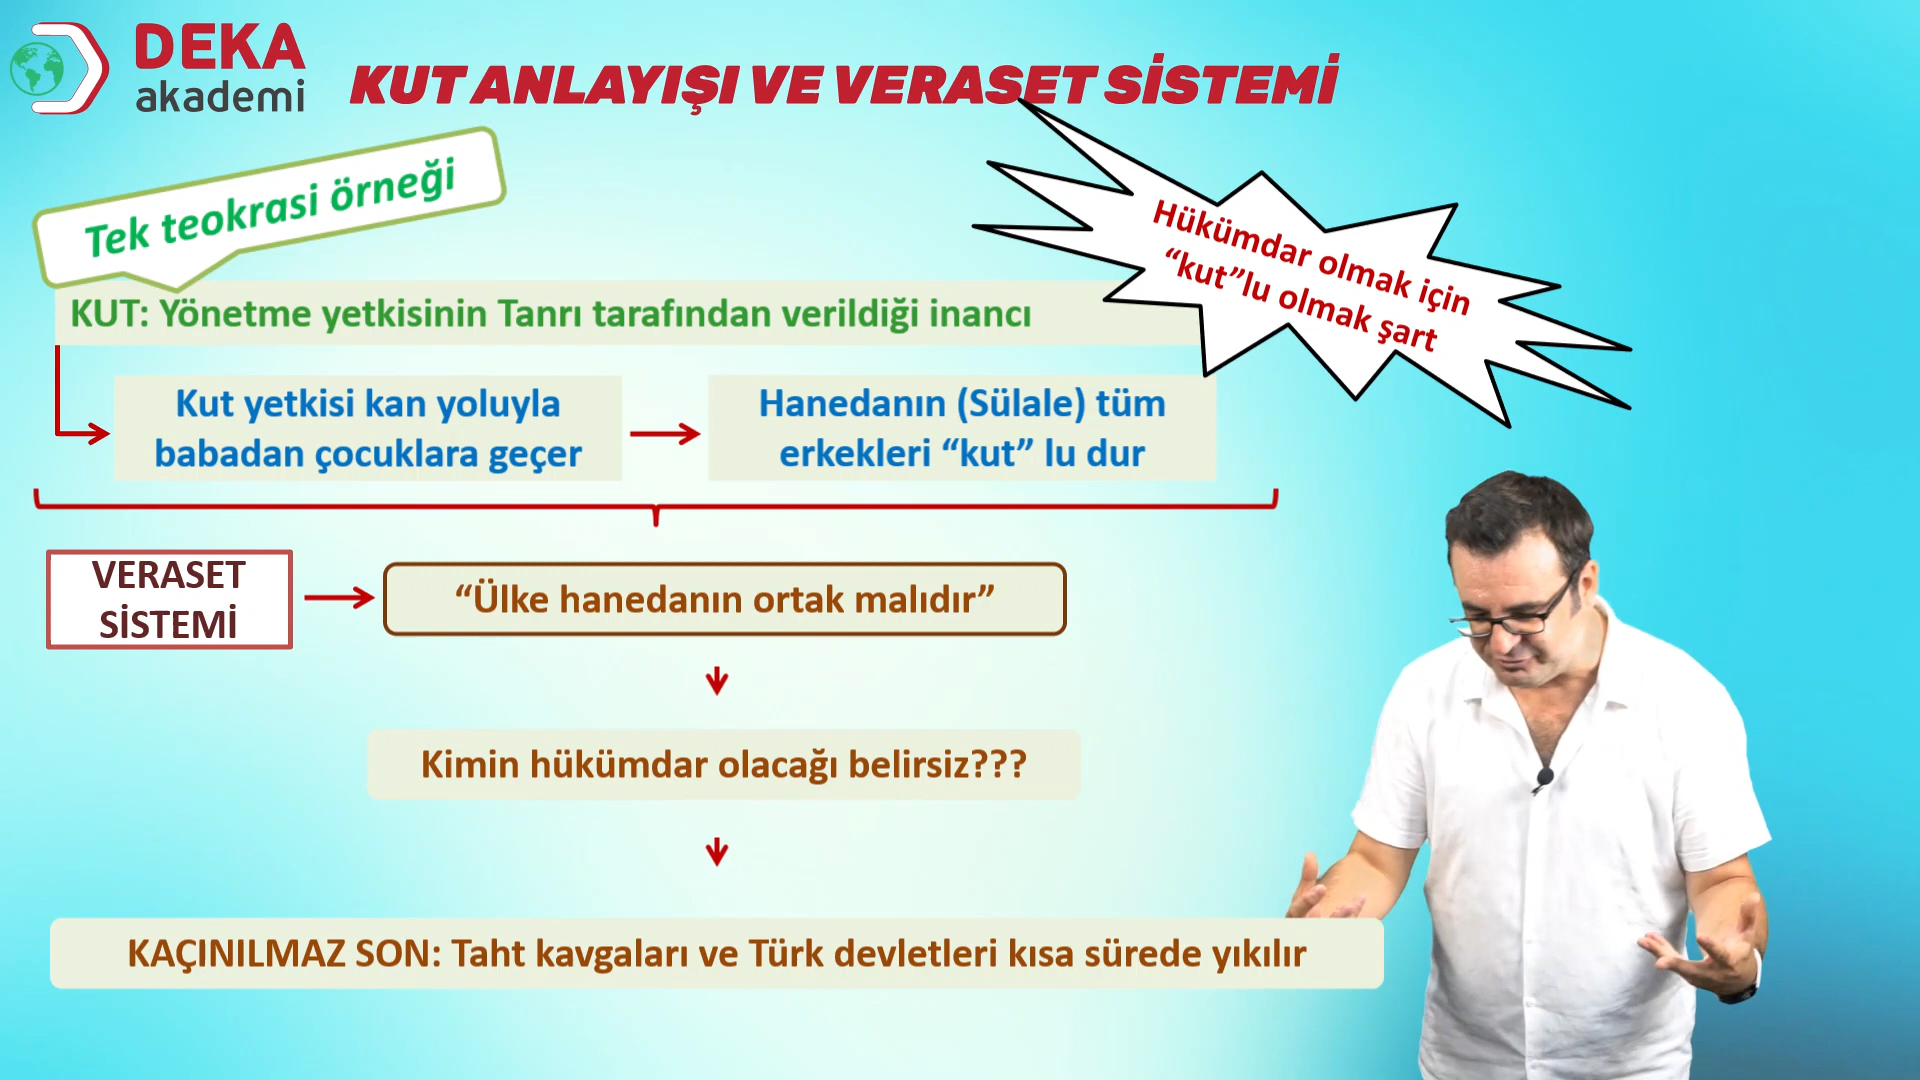 DEKA
akademi
KUT ANLAYIŞI VE VERASET SİSTEMİ
Tek teokrasi örneği
Hükümdar olmak için
“kut”lu olmak şart
KUT: Yönetme yetkisinin Tanrı tarafından verildiği inancı
Kut yetkisi kan yoluyla
babadan çocuklara geçer
Hanedanın (Sülale) tüm
erkekleri “kut” lu dur
VERASET
SİSTEMİ
“Ülke hanedanın ortak malıdır”
Kimin hükümdar olacağı belirsiz???
KAÇINILMAZ SON: Taht kavgaları ve Türk devletleri kısa sürede yıkılır